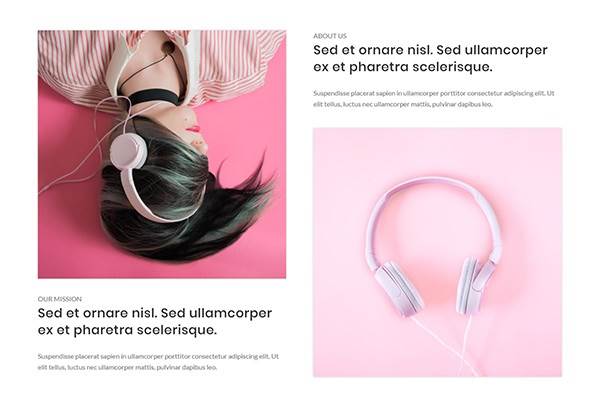 ABOUT US
Sed et ornare nisl. Sed ullamcorper
ex et pharetra scelerisque.
Suspendisse placerat sapien in ullamcorper porttitor consectetur adipiscing elit. Ut
elit tellus, luctus nec ullamcorper mattis, pulvinar dapibus leo.
OUR MISSION
Sed et ornare nisl. Sed ullamcorper
ex et pharetra scelerisque.
Suspendisse placerat sapien in ullamcorper porttitor consectetur adipiscing elit. Ut
elit tellus, luctus nec ullamcorper mattis, pulvinar dapibus leo.